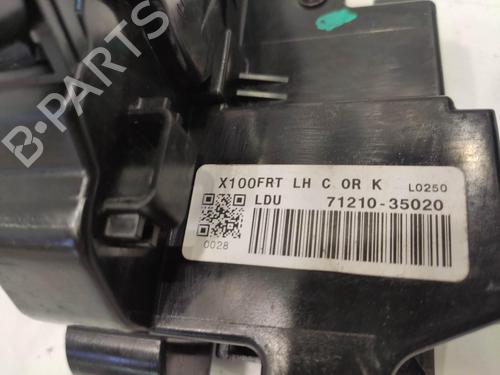 X100FRT LH C OR K L0250
LDU 71210-35020
0028
B-PARTS